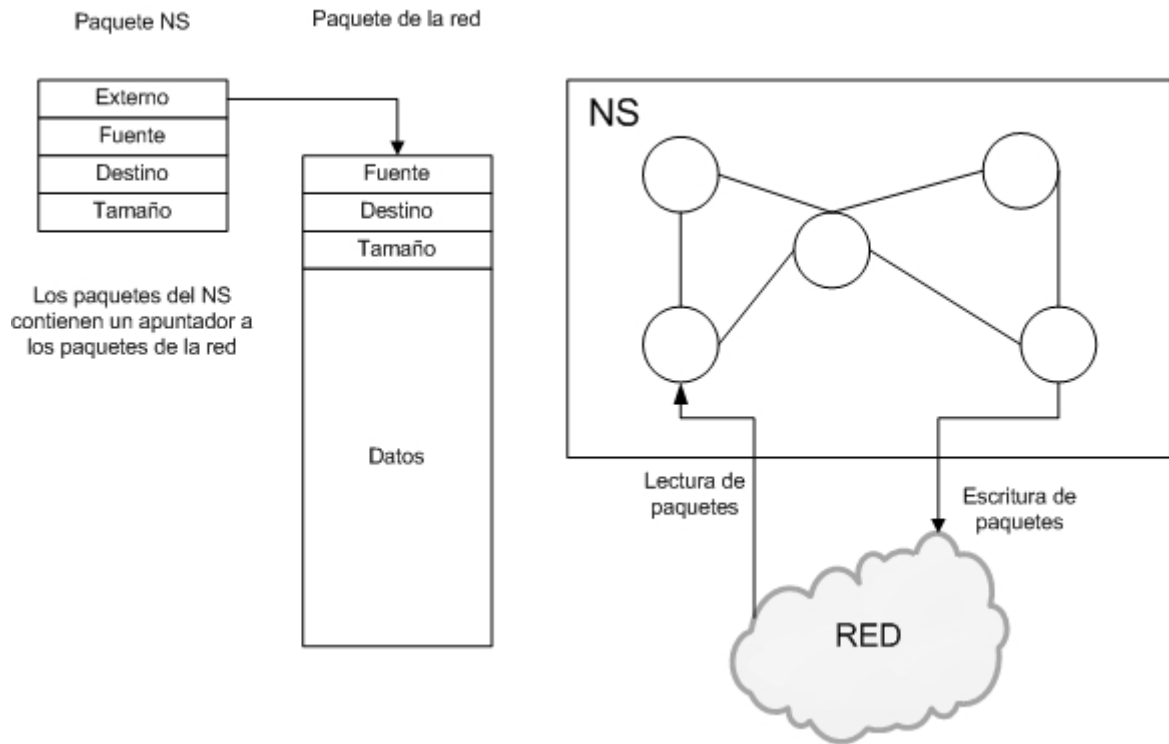 Paquete NS
Paquete de la red
Externo
Fuente
Destino
Tamaño
Los paquetes del NS
contienen un apuntador a
los paquetes de la red
Fuente
Destino
Tamaño
Datos
NS
Lectura de
paquetes
Escritura de
paquetes
RED